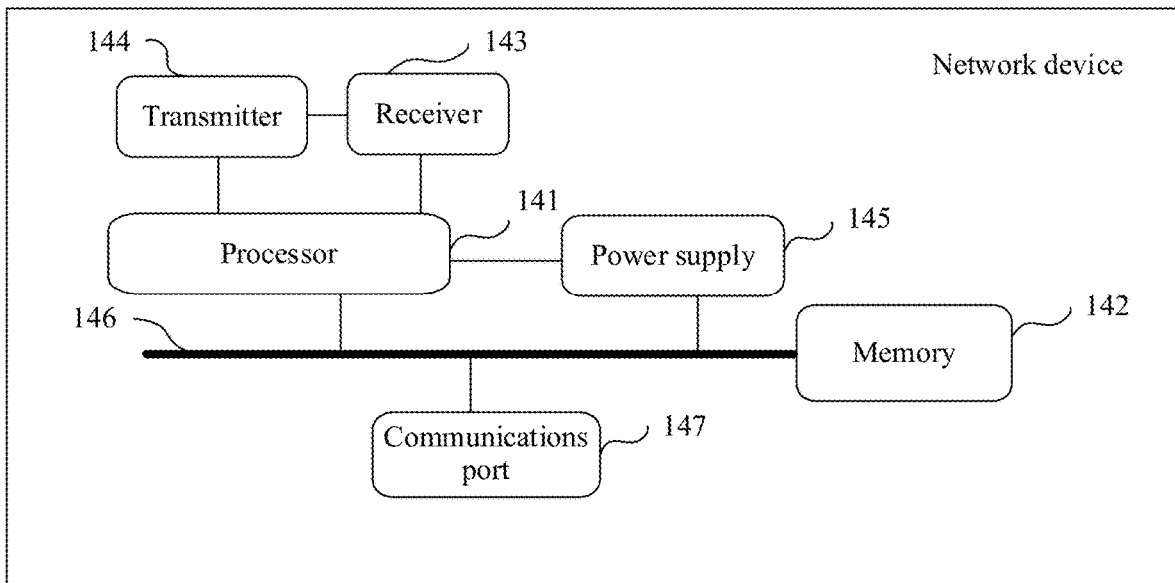 144
143
Network device
Transmitter
Receiver
141
145
Processor
Power supply
146
142
Memory
Communications
port
147